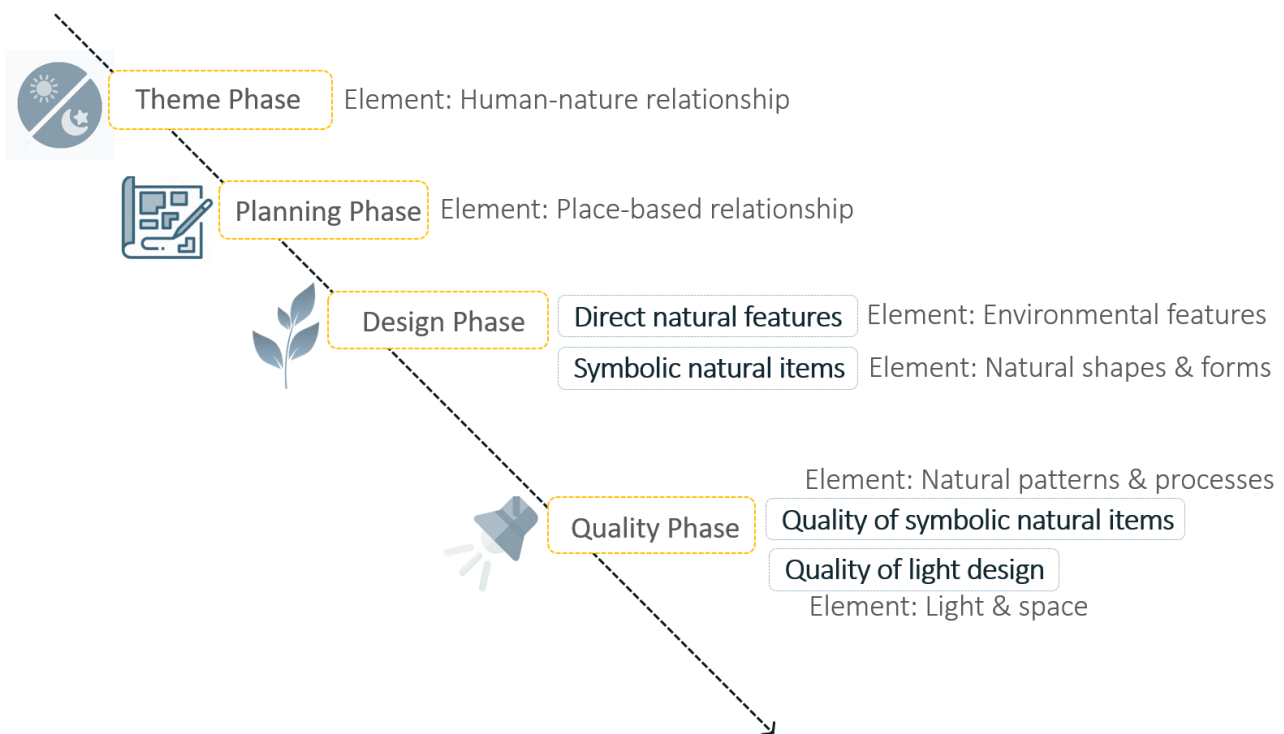 Theme Phase Element: Human-nature relationship
Planning Phase Element: Place-based relationship
Design Phase Direct natural features Element: Environmental features
Symbolic natural items Element: Natural shapes & forms
Element: Natural patterns & processes
Quality Phase Quality of symbolic natural items
Quality of light design
Element: Light & space